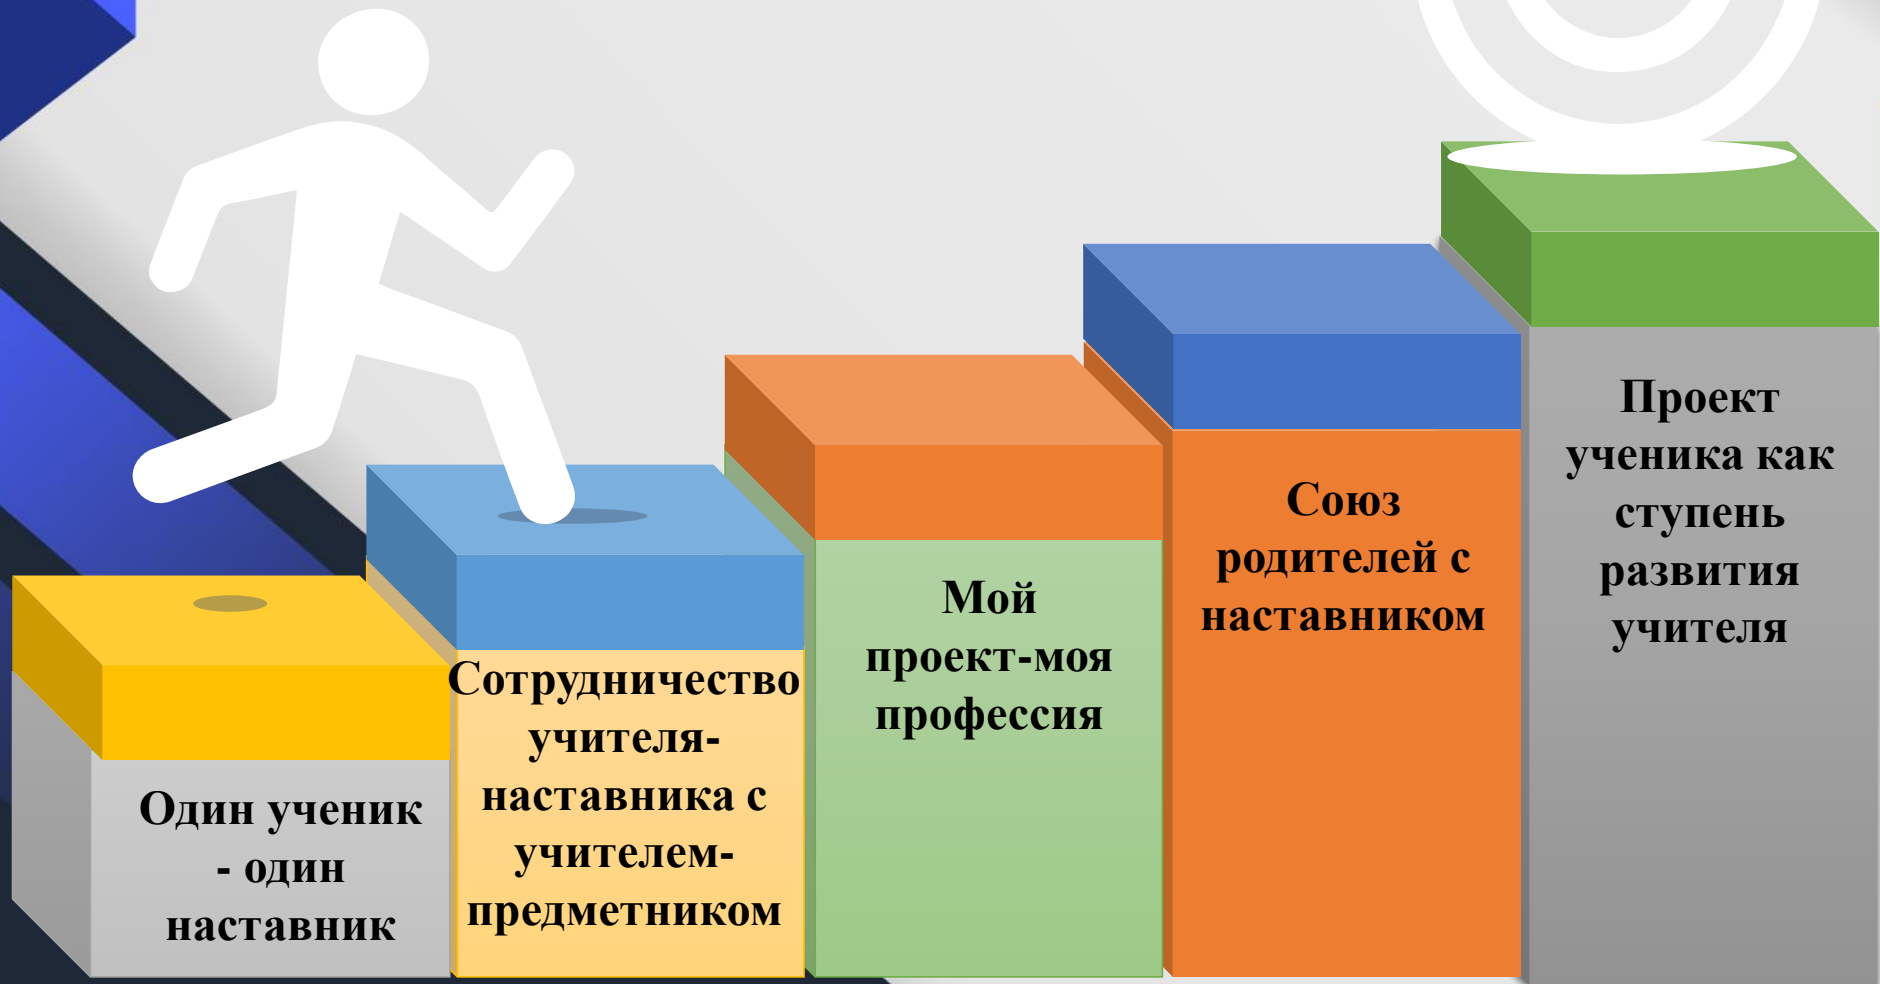 Один ученик
- один
наставник
Сотрудничество
учителя-
наставника с
учителем-
предметником
Мой
проект-моя
профессия
Союз
родителей с
наставником
Проект
ученика как
ступень
развития
учителя